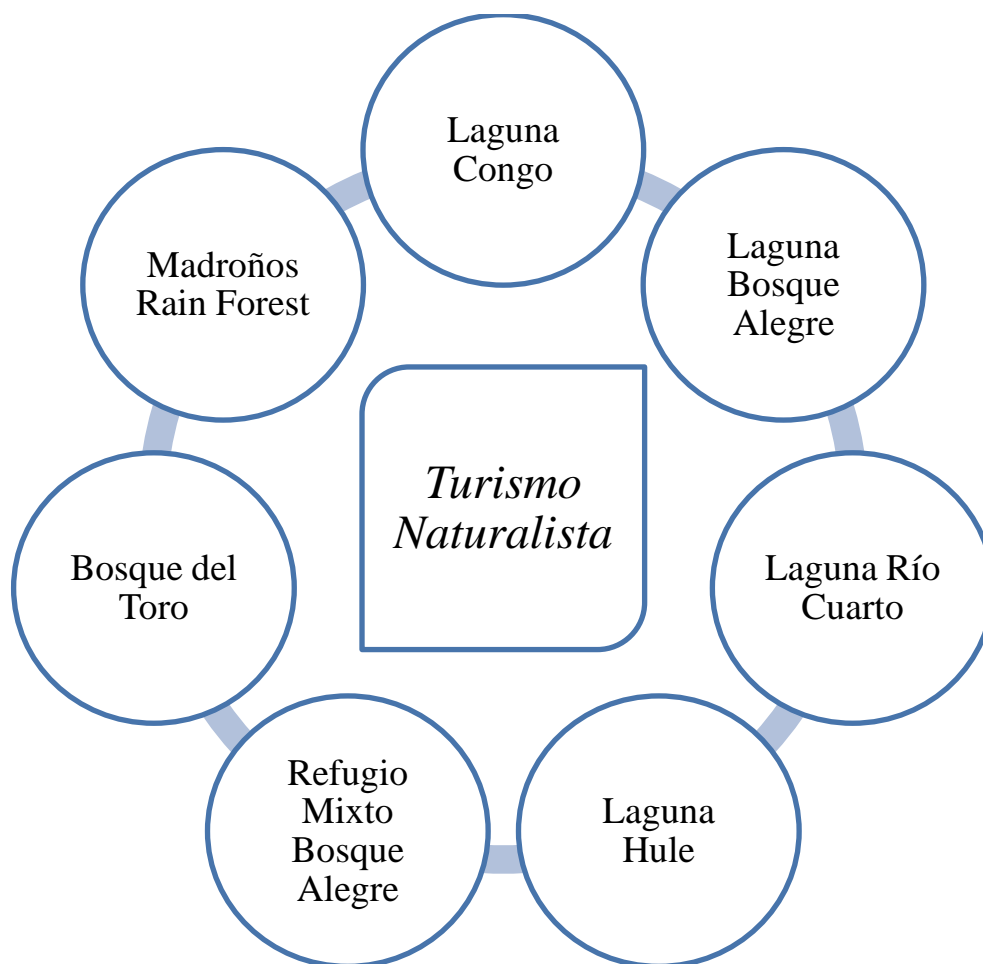 Laguna
Congo
Laguna
Bosque
Alegre
Laguna Río
Cuarto
Laguna
Hule
Refugio
Mixto
Bosque
Alegre
Bosque del
Toro
Madroños
Rain Forest
Turismo
Naturalista